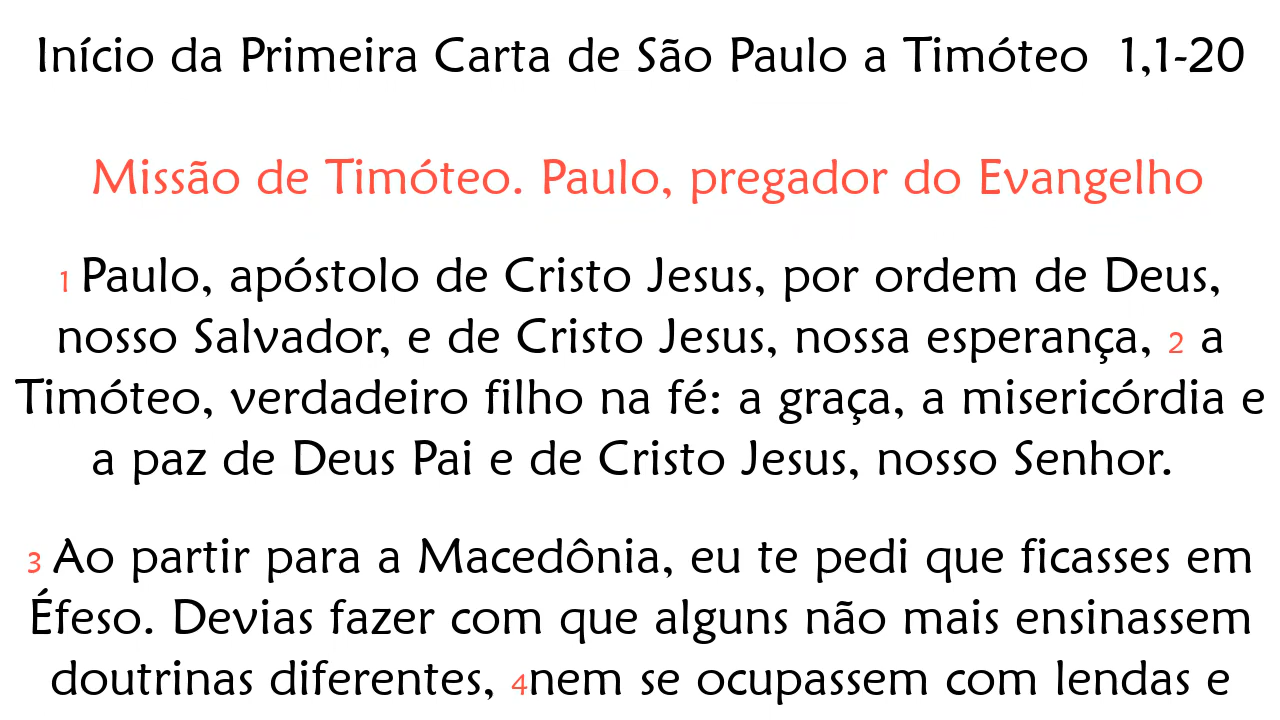 Início da Primeira Carta de São Paulo a Timóteo 1,1-20
Missão de Timóteo. Paulo, pregador do Evangelho
1 Paulo, apóstolo de Cristo Jesus, por ordem de Deus,
nosso Salvador, e de Cristo Jesus, nossa esperança, 2 a
Timóteo, verdadeiro filho na fé: a graça, a misericórdia e
a paz de Deus Pai e de Cristo Jesus, nosso Senhor.
3 Ao partir para a Macedônia, eu te pedi que ficasses em
Éfeso. Devias fazer com que alguns não mais ensinassem
doutrinas diferentes, 4nem se ocupassem com lendas e